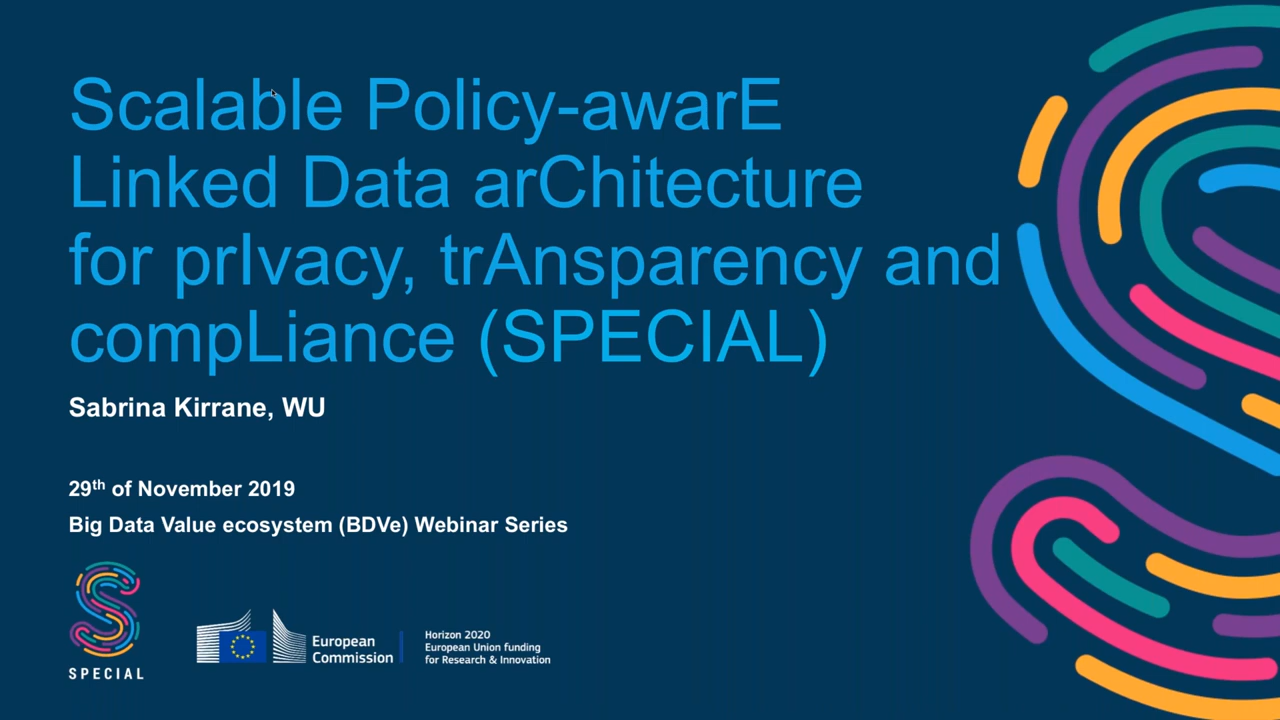 Scalable Policy-awarE
Linked Data arChitecture
for prIvacy, trAnsparency and
compLiance (SPECIAL)
Sabrina Kirrane, WU
29th of November 2019
Big Data Value ecosystem (BDVe) Webinar Series
SPECIAL
European
Commission
Horizon 2020
European Union funding
for Research & Innovation